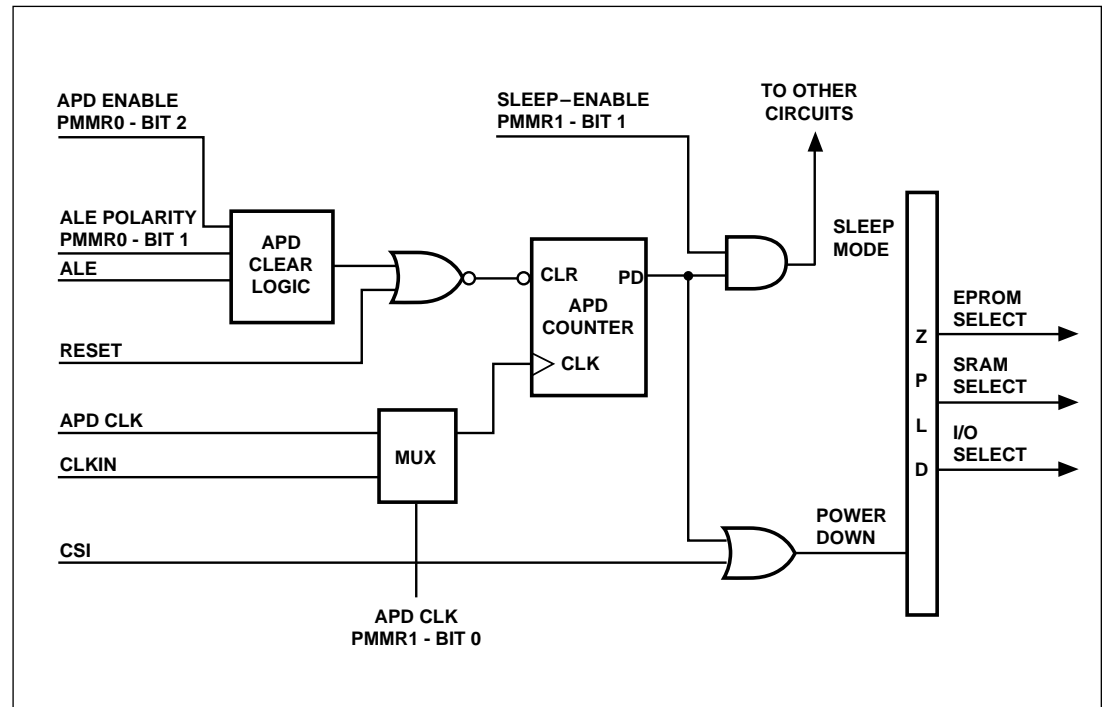 APD ENABLE
PMMR0 - BIT 2
SLEEP–ENABLE
PMMR1 - BIT 1
TO OTHER
CIRCUITS
ALE POLARITY
PMMR0 - BIT 1
ALE
APD
CLEAR
LOGIC
RESET
CLR
PD
APD
COUNTER
CLK
SLEEP
MODE
APD CLK
CLKIN
MUX
APD CLK
PMMR1 - BIT 0
CSI
POWER
DOWN
Z
P
L
D
EPROM
SELECT
SRAM
SELECT
I/O
SELECT